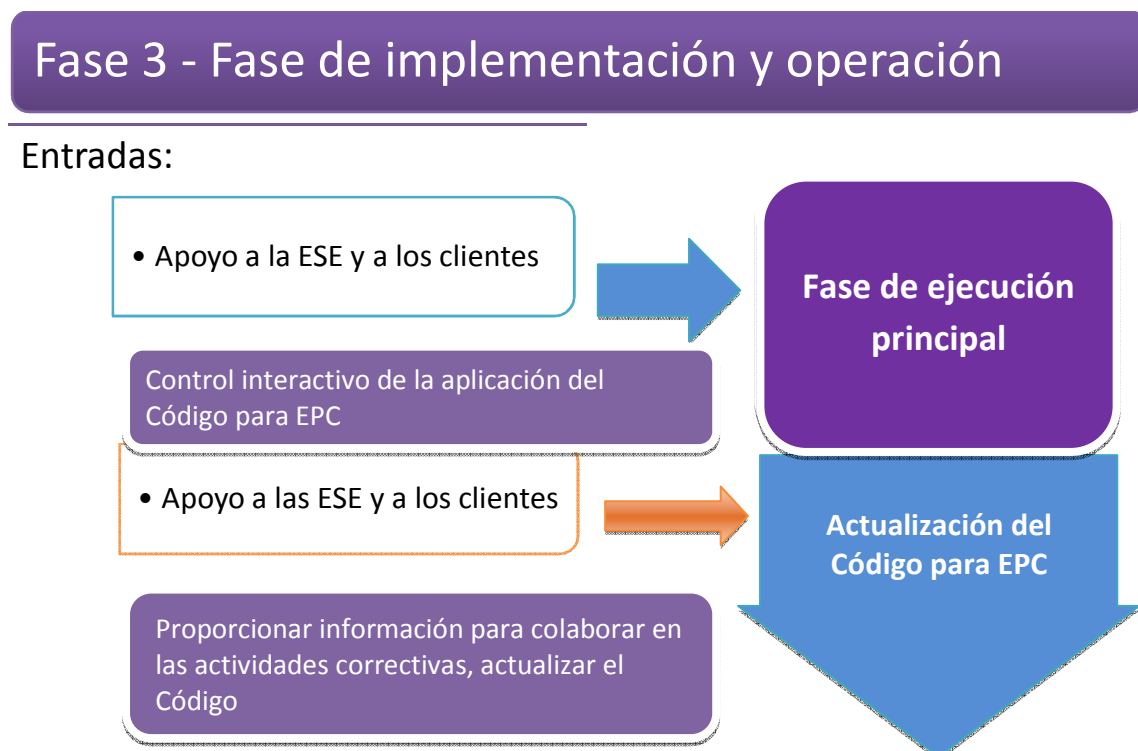 Fase 3 - Fase de implementación y operación
Entradas:
• Apoyo a la ESE y a los clientes
Fase de ejecución
principal
Control interactivo de la aplicación del
Código para EPC
• Apoyo a las ESE y a los clientes
Actualización del
Código para EPC
Proporcionar información para colaborar en
las actividades correctivas, actualizar el
Código